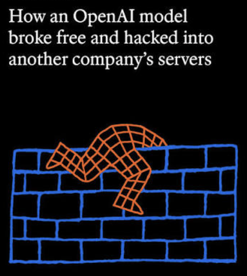 How an OpenAI model
broke free and hacked into
another company's servers